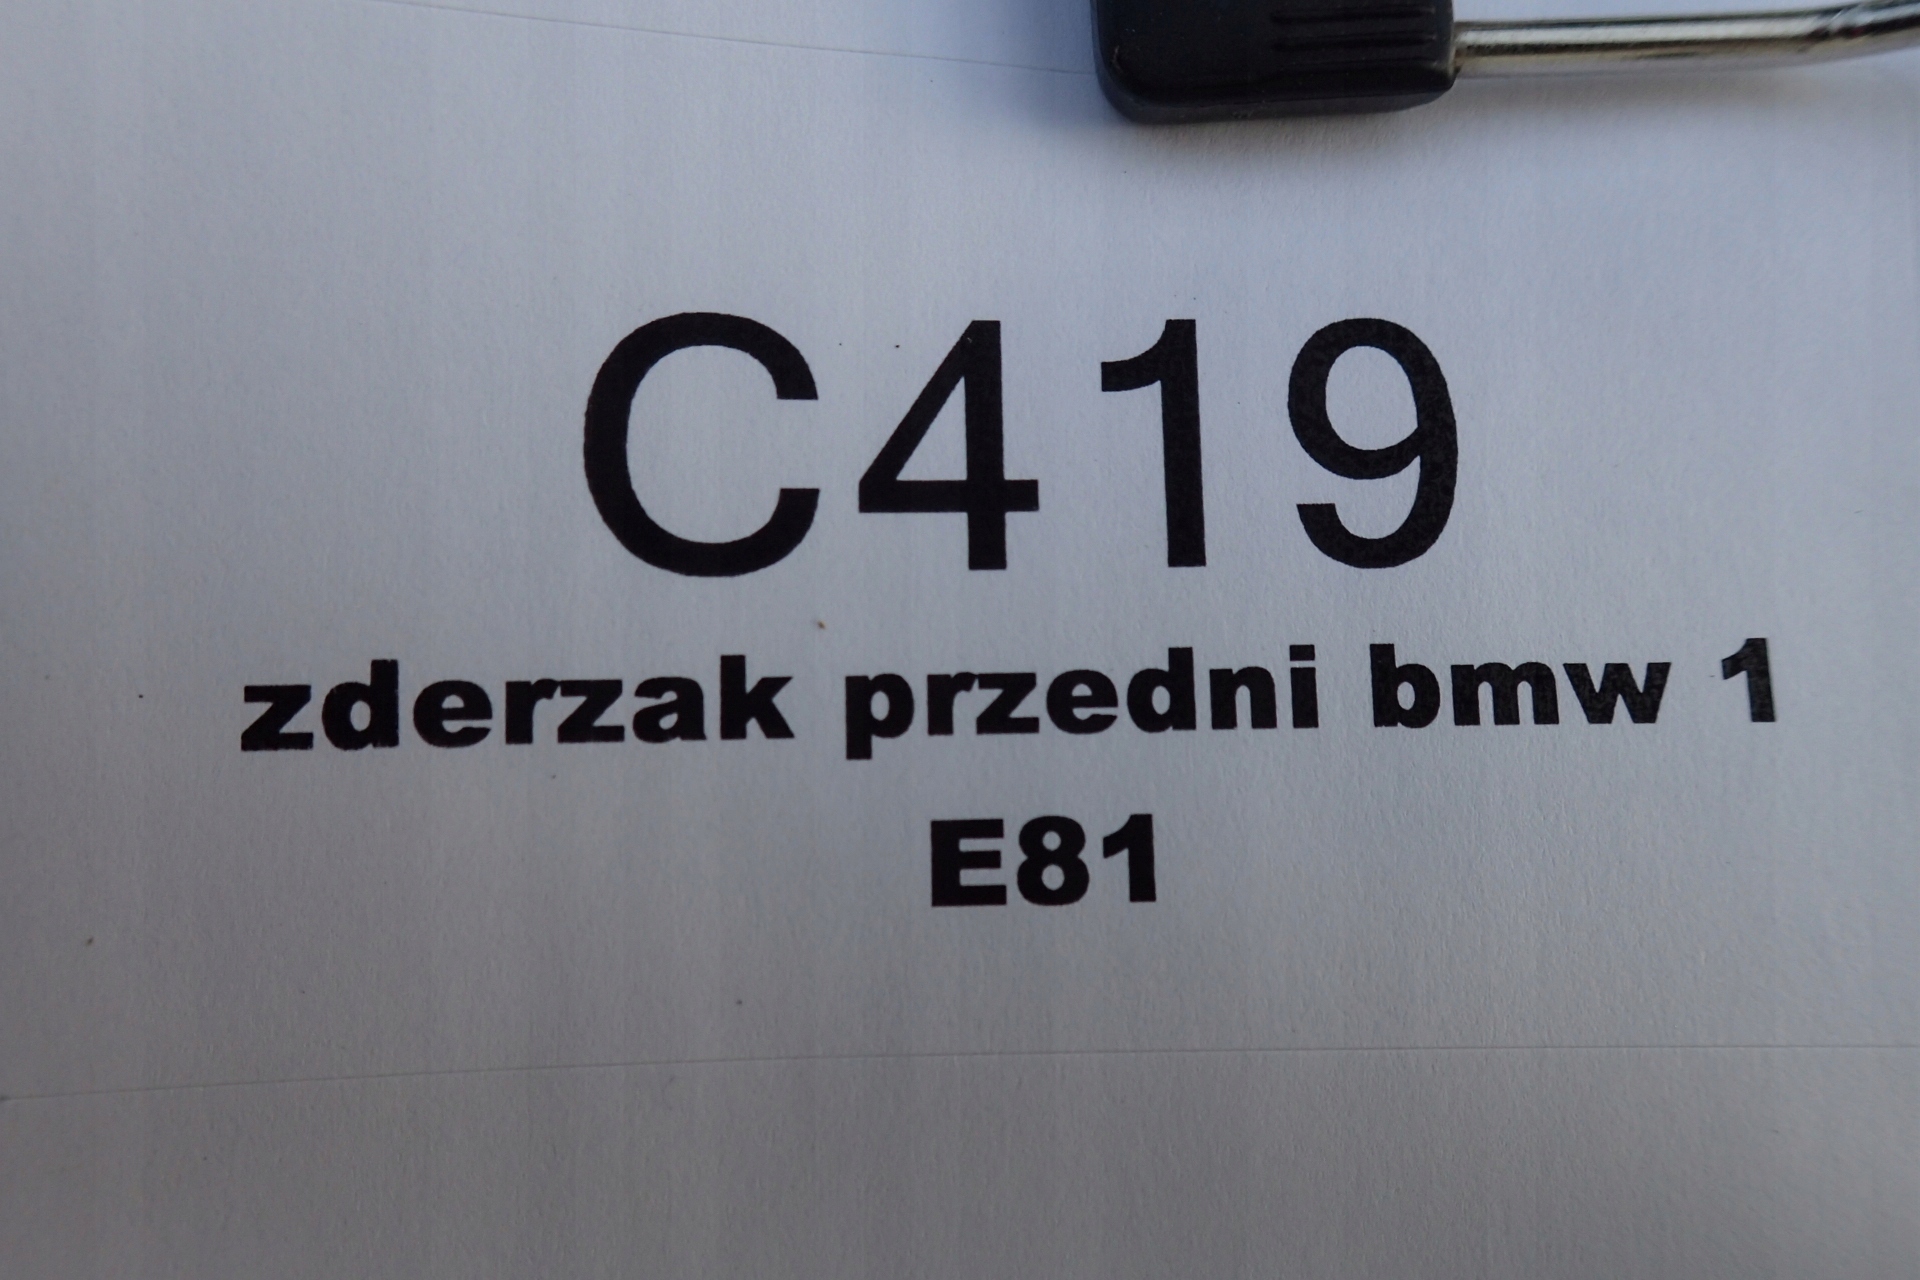 C419
zderzak przedni bmw 1
E81